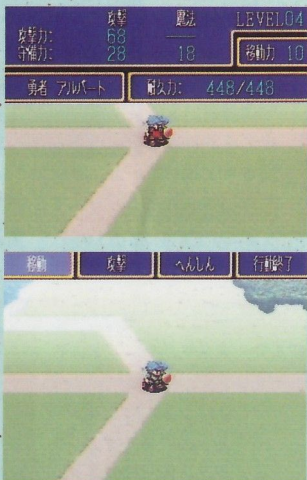 攻撃 魔法 LEVEL04
攻撃力: 68 ――
守備力: 28 18 移動力 10
勇者 アルバート 耐久力: 448/448
移動 攻撃 へんしん 行動終了